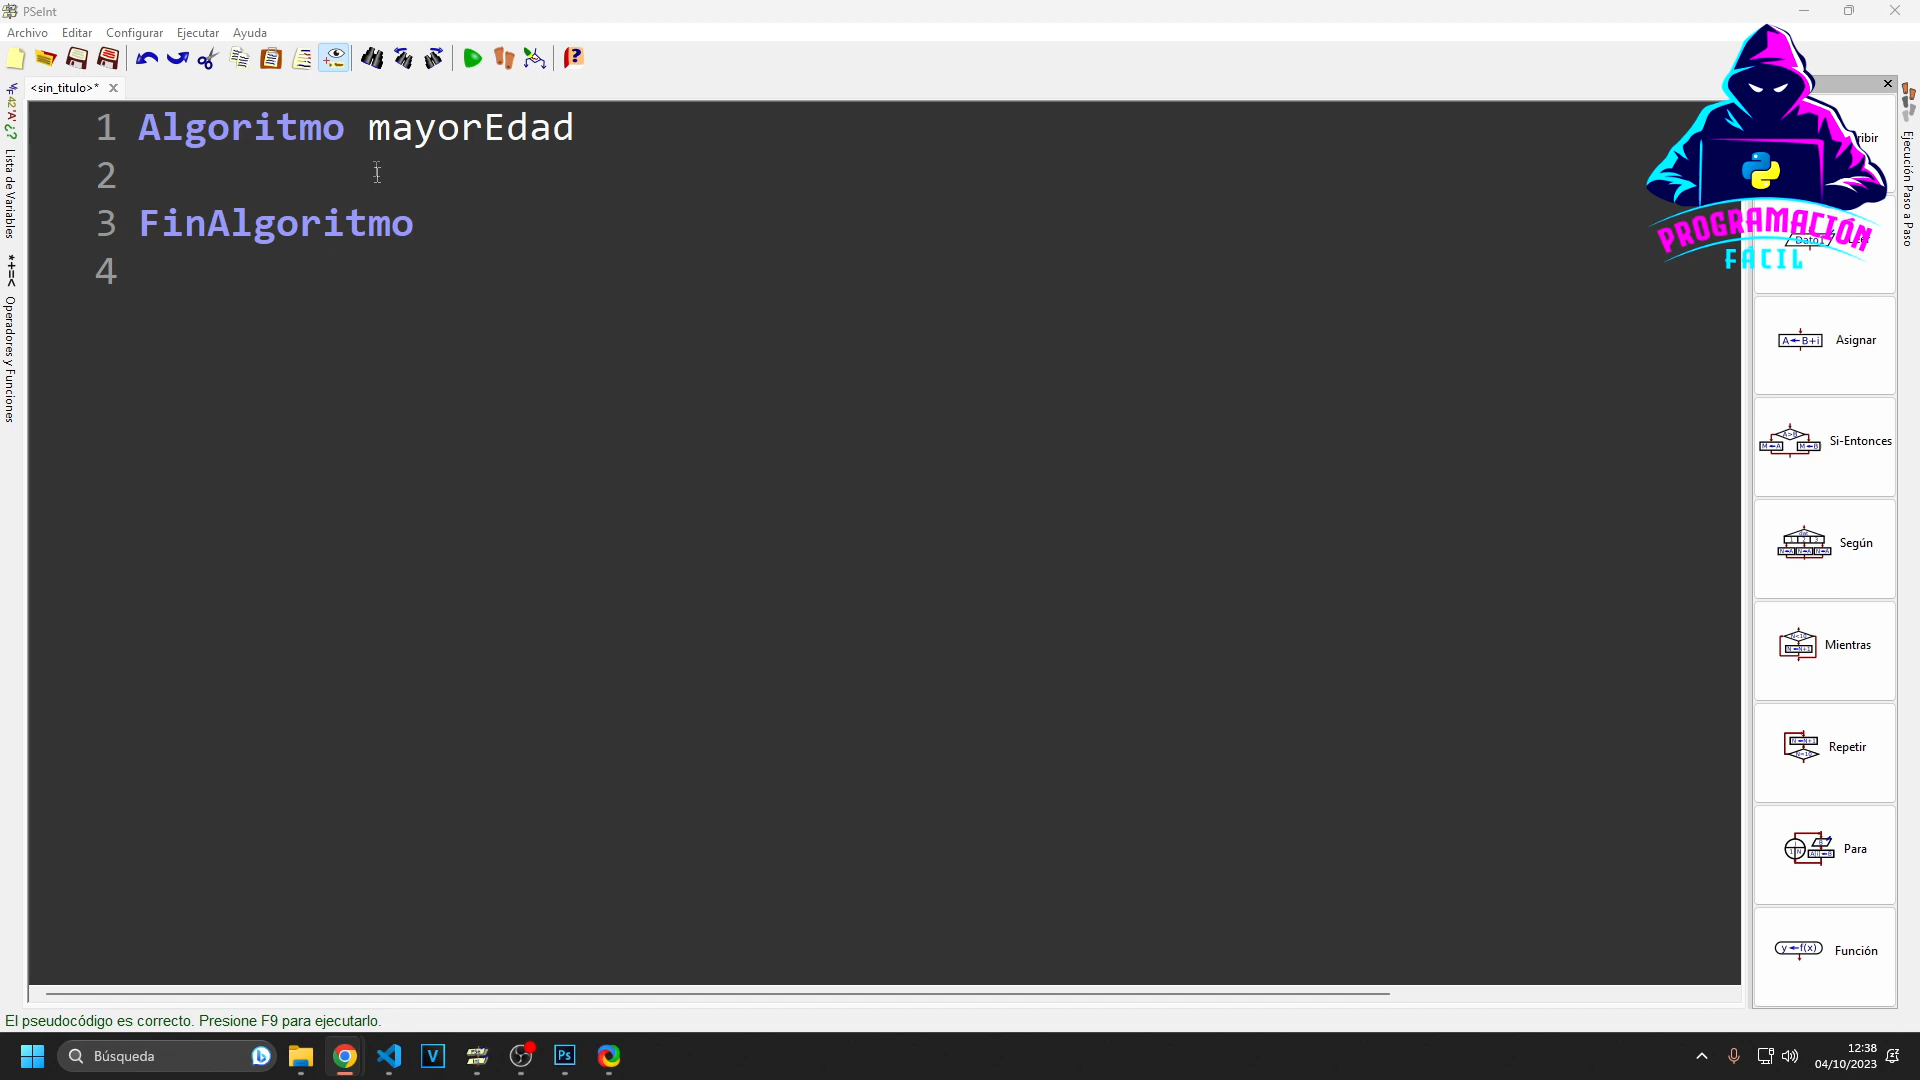 PSeInt
Archivo Editar Configurar Ejecutar Ayuda
<sin_titulo>*
1 Algoritmo mayorEdad
2
3 FinAlgoritmo
4
Lista de Variables
*+=<
Operadores y Funciones
Ejecución Paso a Paso
PROGRAMACIÓN
FÁCIL
A←B+i Asignar
Si-Entonces
Según
Mientras
Repetir
Para
y←f(x) Función
El pseudocódigo es correcto. Presione F9 para ejecutarlo.
Búsqueda
V
Ps
12:38
04/10/2023